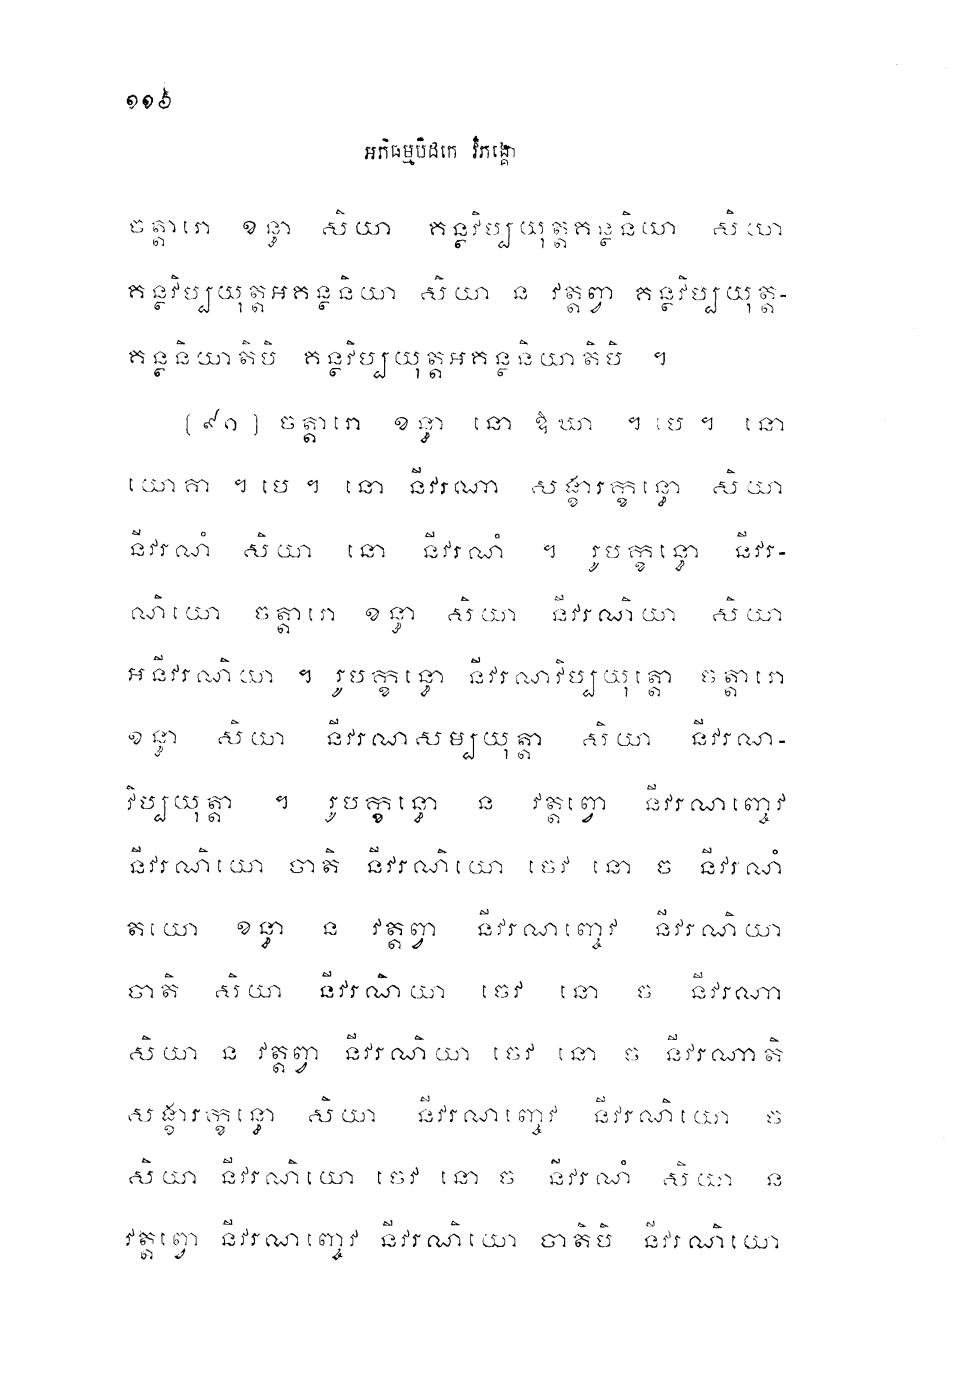 ១១៦
អភិធម្មបិដកេ វិភង្គោ
ចត្តារោ ខន្ធា សិយា គន្ថវិប្បយុត្តគន្ថនិយា សិយា
គន្ថវិប្បយុត្តអគន្ថនិយា សិយា ន វត្តព្វា គន្ថវិប្បយុត្ត-
គន្ថនិយាតិបិ គន្ថវិប្បយុត្តអគន្ថនិយាតិបិ ។
(៩៣) ចត្តារោ ខន្ធា នោ ឱឃា ។ បេ ។ នោ
យោគា ។ បេ ។ នោ នីវរណា សង្ខារក្ខន្ធោ សិយា
នីវរណំ សិយា នោ នីវរណំ ។ រូបក្ខន្ធោ នីវរ-
ណិយោ ចត្តារោ ខន្ធា សិយា នីវរណិយា សិយា
អនីវរណិយា ។ រូបក្ខន្ធោ នីវរណវិប្បយុត្តោ ចត្តារោ
ខន្ធា សិយា នីវរណសម្បយុត្តា សិយា នីវរណ-
វិប្បយុត្តា ។ រូបក្ខន្ធោ ន វត្តព្វោ នីវរណញ្ចេវ
នីវរណិយោ ចាតិ នីវរណិយោ ចេវ នោ ច នីវរណំ
តយោ ខន្ធា ន វត្តព្វា នីវរណញ្ចេវ នីវរណិយា
ចាតិ សិយា នីវរណិយា ចេវ នោ ច នីវរណា
សិយា ន វត្តព្វា នីវរណិយា ចេវ នោ ច នីវរណាតិ
សង្ខារក្ខន្ធោ សិយា នីវរណញ្ចេវ នីវរណិយោ ច
សិយា នីវរណិយោ ចេវ នោ ច នីវរណំ សិយា ន
វត្តព្វោ នីវរណញ្ចេវ នីវរណិយោ ចាតិបិ នីវរណិយោ